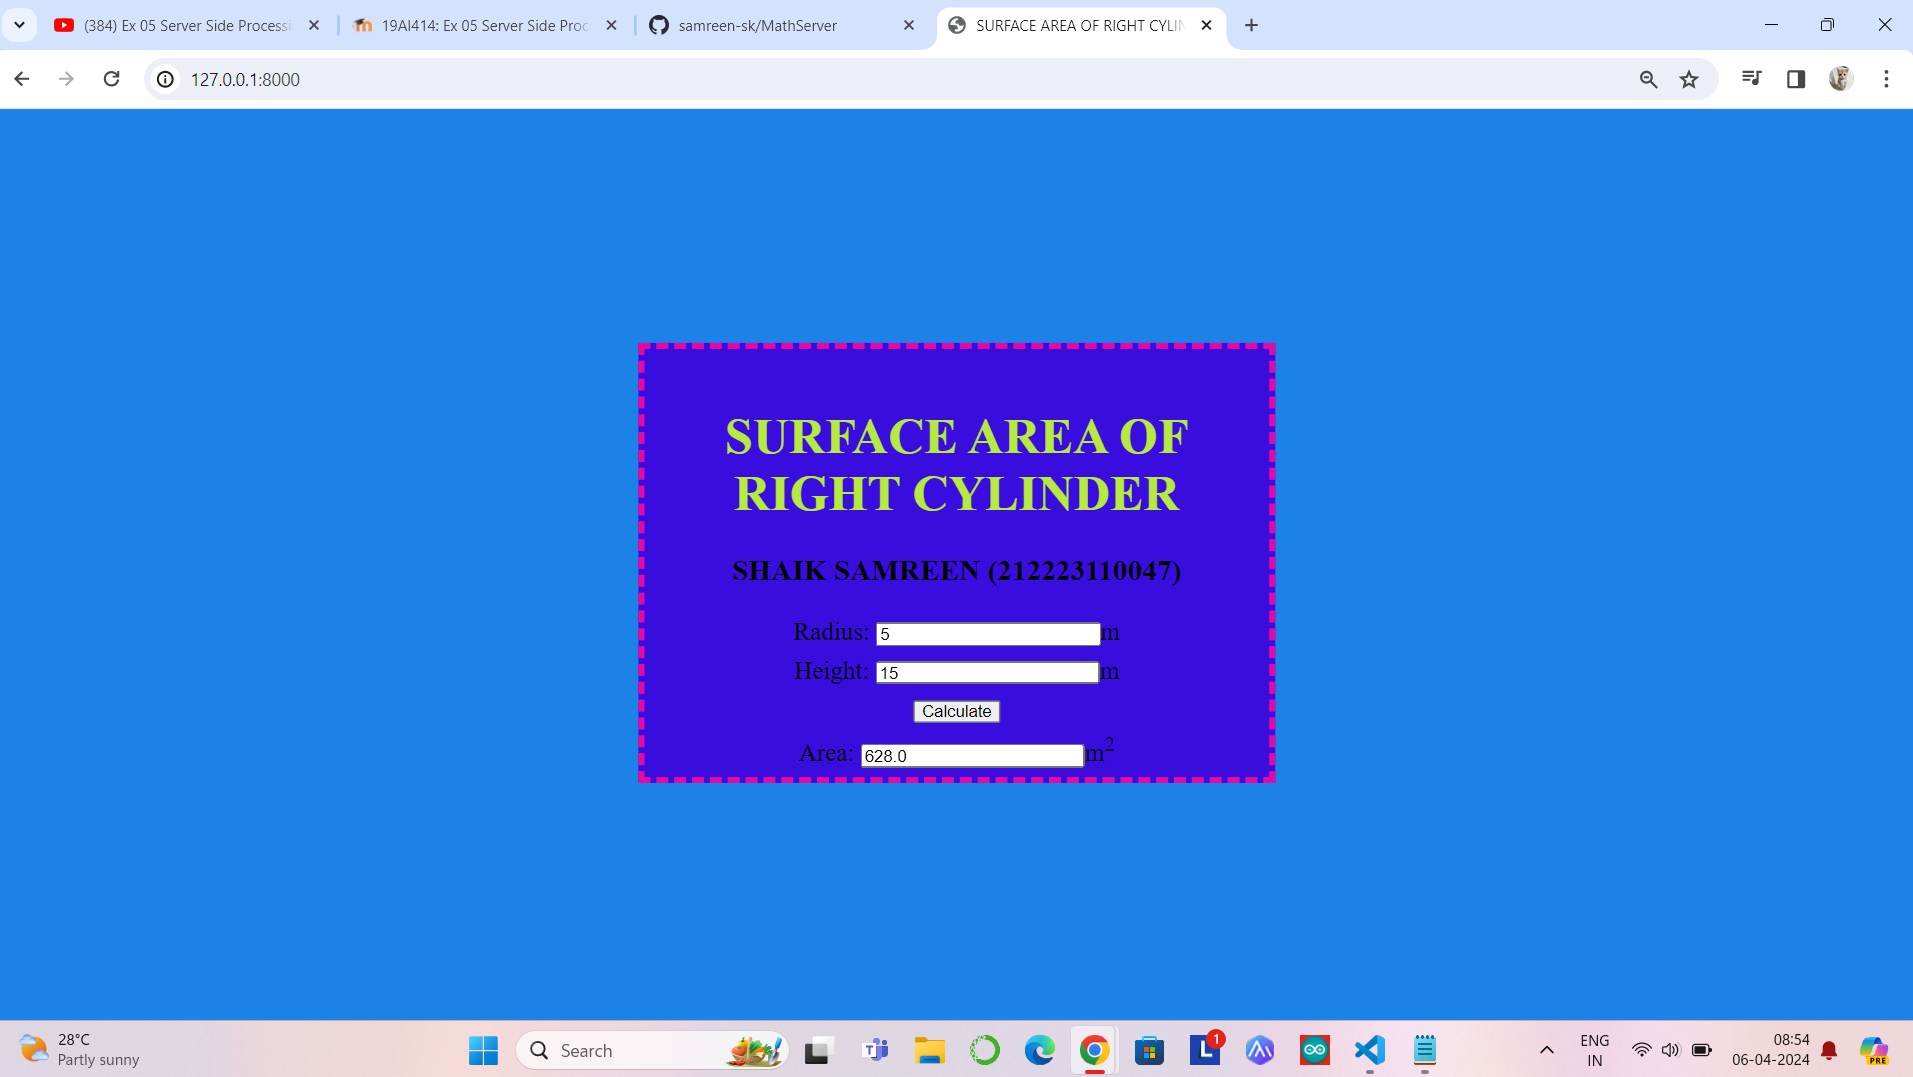 (384) Ex 05 Server Side Processi
19AI414: Ex 05 Server Side Proc
samreen-sk/MathServer
SURFACE AREA OF RIGHT CYLIN
127.0.0.1:8000
SURFACE AREA OF
RIGHT CYLINDER
SHAIK SAMREEN (212223110047)
Radius: 5 m
Height: 15 m
Calculate
Area: 628.0 m²
28°C
Partly sunny
Search
1
ENG
IN
08:54
06-04-2024
PRE